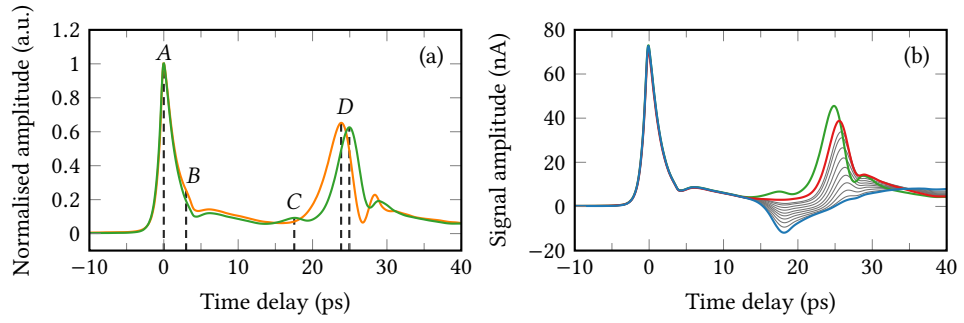 Normalised amplitude (a.u.)
1.2
1
0.8
0.6
0.4
0.2
0
−10
0
10
20
30
40
Time delay (ps)
(a)
A
B
C
D
Signal amplitude (nA)
80
60
40
20
0
−20
−10
0
10
20
30
40
Time delay (ps)
(b)